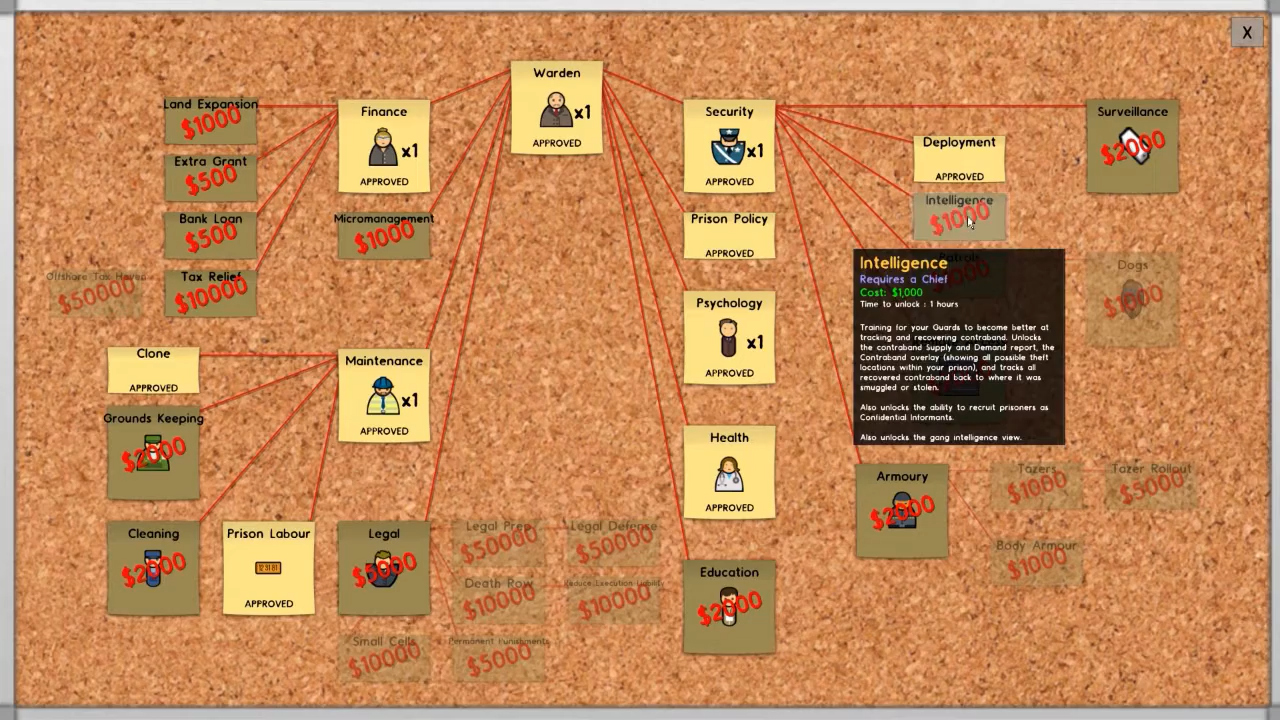 X
Warden
x1
APPROVED
Land Expansion
$1000
Extra Grant
$500
Bank Loan
$500
Offshore Tax Haven
$50000
Tax Relief
$10000
Finance
x1
APPROVED
Micromanagement
$1000
Clone
APPROVED
Grounds Keeping
$2000
Maintenance
x1
APPROVED
Cleaning
$2000
Prison Labour
APPROVED
Legal
$5000
Legal Prep
$50000
Legal Defense
$50000
Death Row
$10000
Reduce Execution Liability
$10000
Small Cells
$10000
Permanent Punishments
$5000
Security
x1
APPROVED
Prison Policy
APPROVED
Psychology
x1
APPROVED
Health
APPROVED
Education
$2000
Deployment
APPROVED
Intelligence
$1000
Patrols
Surveillance
$2000
Dogs
$1000
Intelligence
Requires a Chief
Cost: $1,000
Time to unlock : 1 hours
Training for your Guards to become better at
tracking and recovering contraband. Unlocks
the contraband Supply and Demand report, the
Contraband overlay (showing all possible theft
locations within your prison), and tracks all
recovered contraband back to where it was
smuggled or stolen.
Also unlocks the ability to recruit prisoners as
Confidential Informants.
Also unlocks the gang intelligence view.
Armoury
$2000
Tazers
$1000
Tazer Rollout
$5000
Body Armour
$1000